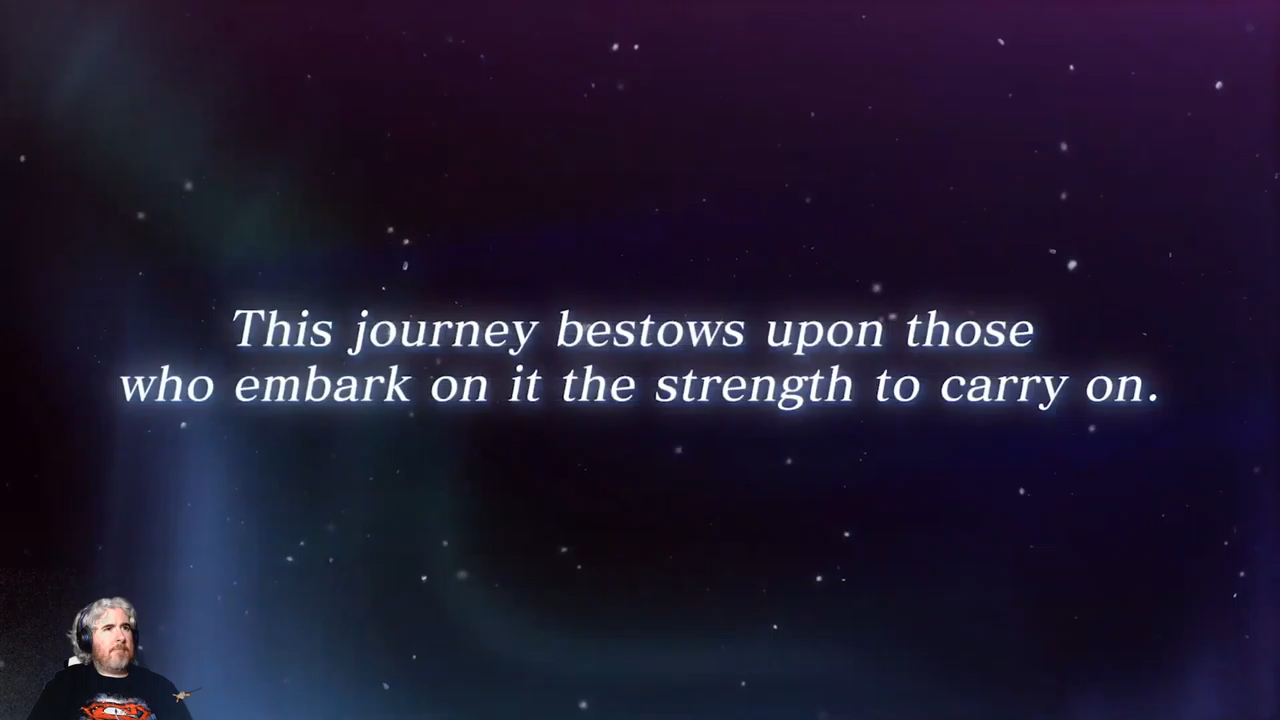 This journey bestows upon those
who embark on it the strength to carry on.